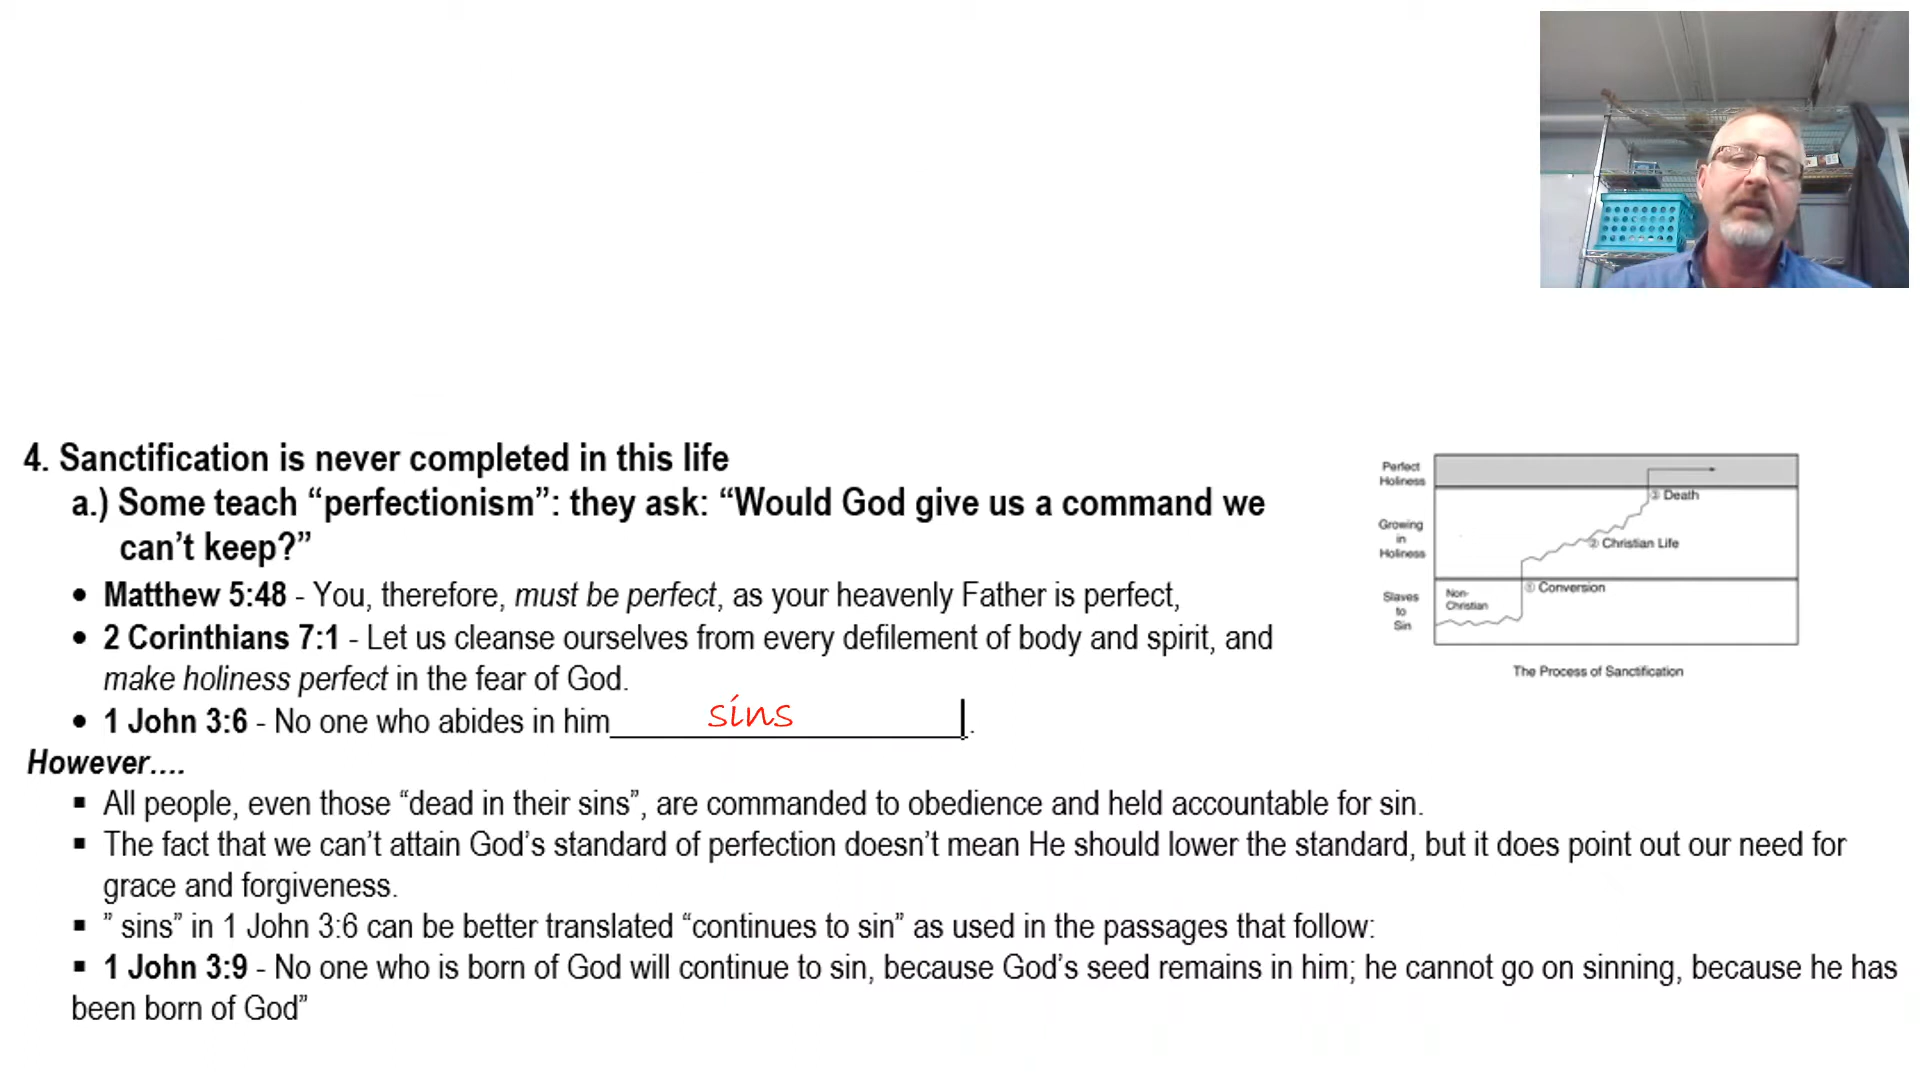 4. Sanctification is never completed in this life
a.) Some teach “perfectionism”: they ask: “Would God give us a command we
can’t keep?”
• Matthew 5:48 - You, therefore, must be perfect, as your heavenly Father is perfect,
• 2 Corinthians 7:1 - Let us cleanse ourselves from every defilement of body and spirit, and
make holiness perfect in the fear of God.
• 1 John 3:6 - No one who abides in him sins.
However....
▪ All people, even those “dead in their sins”, are commanded to obedience and held accountable for sin.
▪ The fact that we can’t attain God’s standard of perfection doesn’t mean He should lower the standard, but it does point out our need for
grace and forgiveness.
▪ ” sins” in 1 John 3:6 can be better translated “continues to sin” as used in the passages that follow:
▪ 1 John 3:9 - No one who is born of God will continue to sin, because God’s seed remains in him; he cannot go on sinning, because he has
been born of God”
Perfect
Holiness
③ Death
Growing
in
Holiness
② Christian Life
① Conversion
Slaves
to
Sin
Non-
Christian
The Process of Sanctification